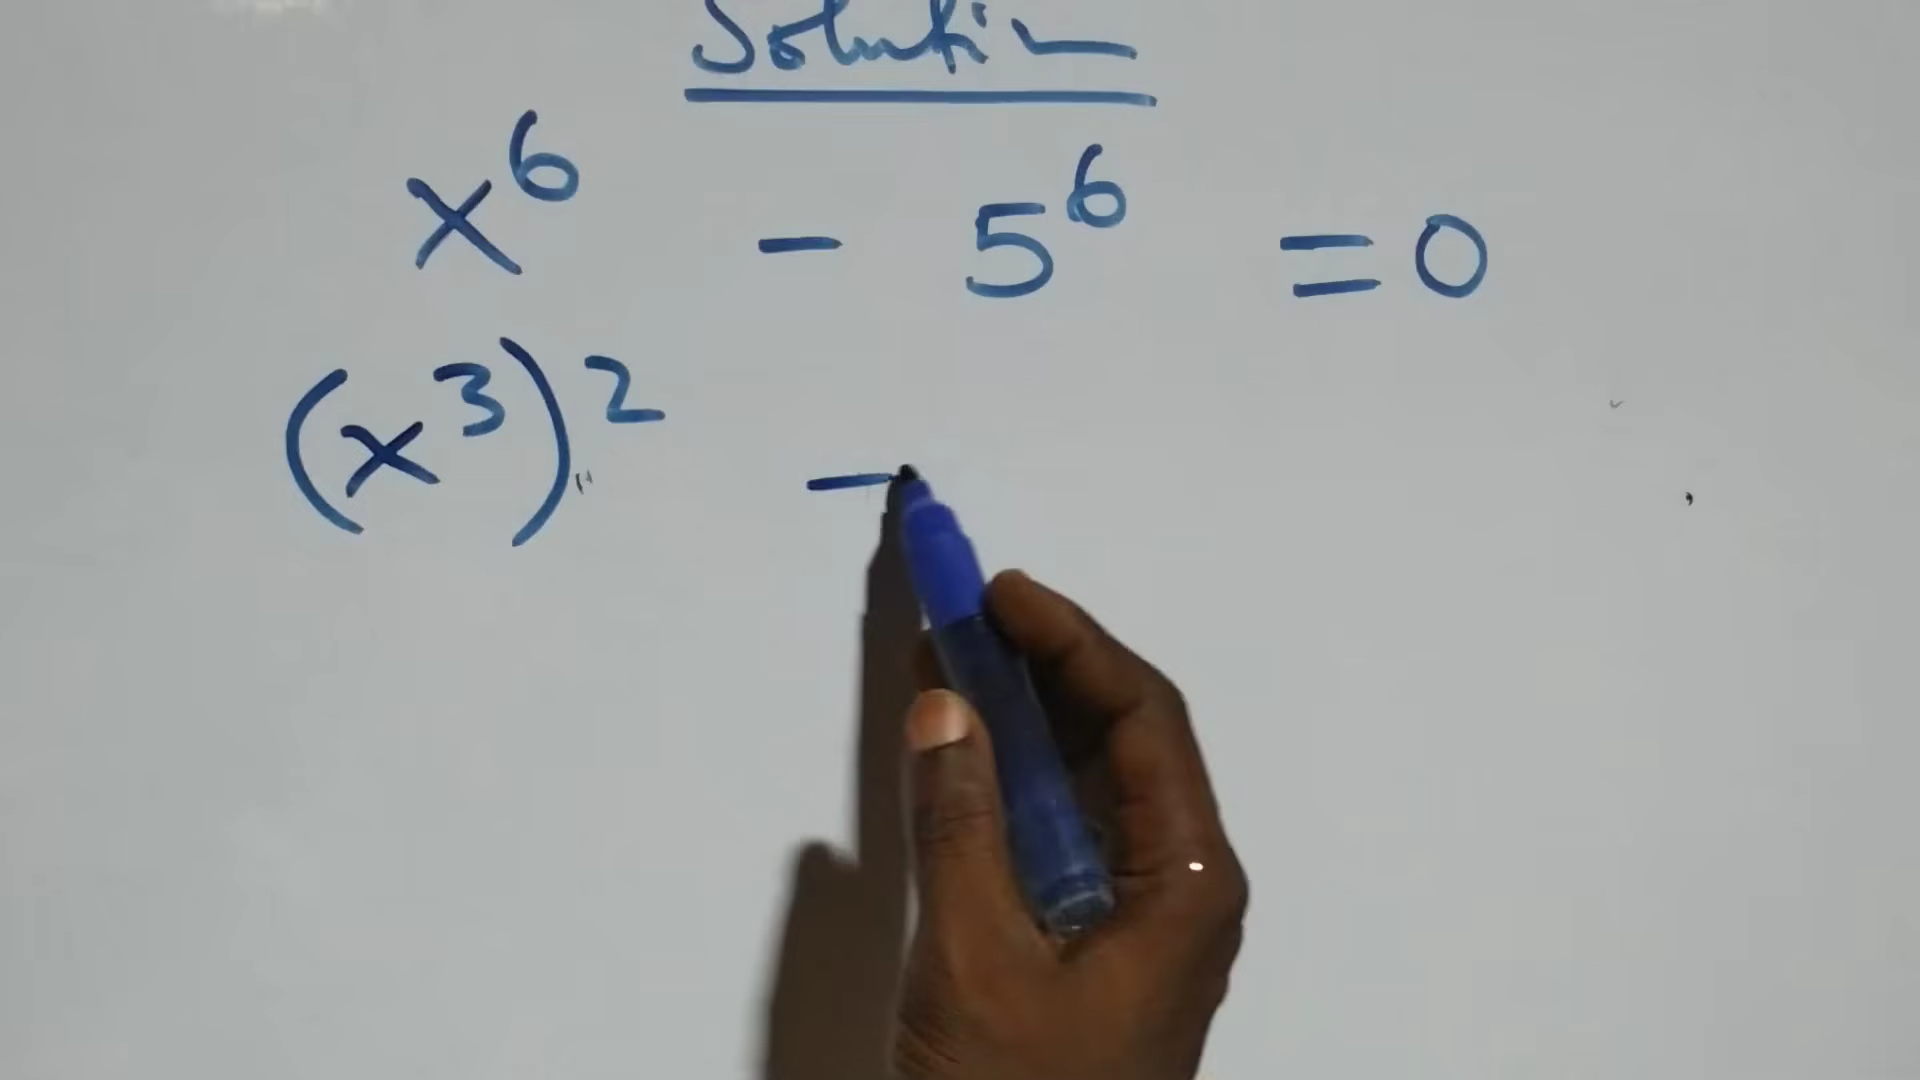 Solution
x⁶ - 5⁶ = 0
(x³)² -